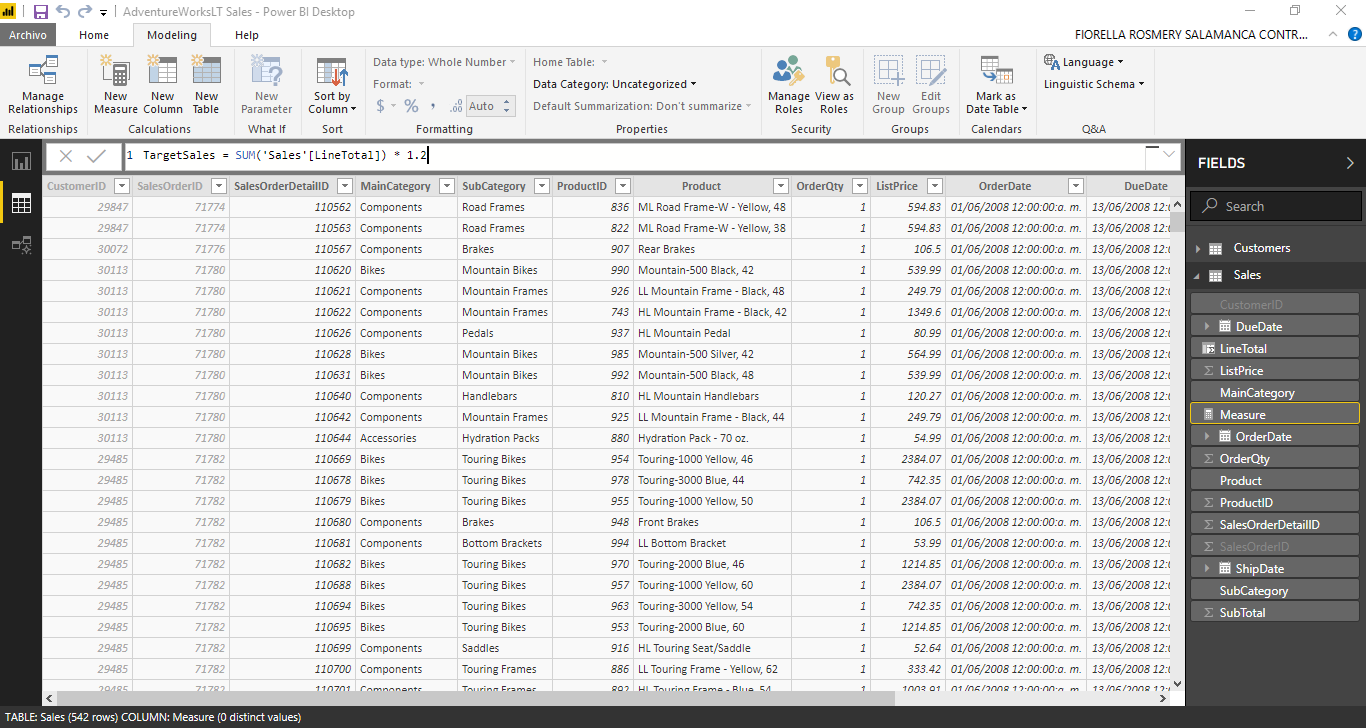 AdventureWorksLT Sales - Power BI Desktop
Archivo Home Modeling Help FIORELLA ROSMERY SALAMANCA CONTR...
Manage Relationships
New Measure
New Column
New Table
New Parameter
Sort by Column
Data type: Whole Number
Format:
$ % , .00 Auto
Home Table:
Data Category: Uncategorized
Default Summarization: Don't summarize
Manage Roles
View as Roles
New Group
Edit Groups
Mark as Date Table
Language
Linguistic Schema
Relationships Calculations What If Sort Formatting Properties Security Groups Calendars Q&A
1 TargetSales = SUM('Sales'[LineTotal]) * 1.2
CustomerID SalesOrderID SalesOrderDetailID MainCategory SubCategory ProductID Product OrderQty ListPrice OrderDate DueDate
29847 71774 110562 Components Road Frames 836 ML Road Frame-W - Yellow, 48 1 594.83 01/06/2008 12:00:00:a. m. 13/06/2008 12:
29847 71774 110563 Components Road Frames 822 ML Road Frame-W - Yellow, 38 1 594.83 01/06/2008 12:00:00:a. m. 13/06/2008 12:
30072 71776 110567 Components Brakes 907 Rear Brakes 1 106.5 01/06/2008 12:00:00:a. m. 13/06/2008 12:
30113 71780 110620 Bikes Mountain Bikes 990 Mountain-500 Black, 42 1 539.99 01/06/2008 12:00:00:a. m. 13/06/2008 12:
30113 71780 110621 Components Mountain Frames 926 LL Mountain Frame - Black, 48 1 249.79 01/06/2008 12:00:00:a. m. 13/06/2008 12:
30113 71780 110622 Components Mountain Frames 743 HL Mountain Frame - Black, 42 1 1349.6 01/06/2008 12:00:00:a. m. 13/06/2008 12:
30113 71780 110626 Components Pedals 937 HL Mountain Pedal 1 80.99 01/06/2008 12:00:00:a. m. 13/06/2008 12:
30113 71780 110628 Bikes Mountain Bikes 985 Mountain-500 Silver, 42 1 564.99 01/06/2008 12:00:00:a. m. 13/06/2008 12:
30113 71780 110631 Bikes Mountain Bikes 992 Mountain-500 Black, 48 1 539.99 01/06/2008 12:00:00:a. m. 13/06/2008 12:
30113 71780 110640 Components Handlebars 810 HL Mountain Handlebars 1 120.27 01/06/2008 12:00:00:a. m. 13/06/2008 12:
30113 71780 110642 Components Mountain Frames 925 LL Mountain Frame - Black, 44 1 249.79 01/06/2008 12:00:00:a. m. 13/06/2008 12:
30113 71780 110644 Accessories Hydration Packs 880 Hydration Pack - 70 oz. 1 54.99 01/06/2008 12:00:00:a. m. 13/06/2008 12:
29485 71782 110669 Bikes Touring Bikes 954 Touring-1000 Yellow, 46 1 2384.07 01/06/2008 12:00:00:a. m. 13/06/2008 12:
29485 71782 110678 Bikes Touring Bikes 978 Touring-3000 Blue, 44 1 742.35 01/06/2008 12:00:00:a. m. 13/06/2008 12:
29485 71782 110679 Bikes Touring Bikes 955 Touring-1000 Yellow, 50 1 2384.07 01/06/2008 12:00:00:a. m. 13/06/2008 12:
29485 71782 110680 Components Brakes 948 Front Brakes 1 106.5 01/06/2008 12:00:00:a. m. 13/06/2008 12:
29485 71782 110681 Components Bottom Brackets 994 LL Bottom Bracket 1 53.99 01/06/2008 12:00:00:a. m. 13/06/2008 12:
29485 71782 110682 Bikes Touring Bikes 970 Touring-2000 Blue, 46 1 1214.85 01/06/2008 12:00:00:a. m. 13/06/2008 12:
29485 71782 110688 Bikes Touring Bikes 957 Touring-1000 Yellow, 60 1 2384.07 01/06/2008 12:00:00:a. m. 13/06/2008 12:
29485 71782 110694 Bikes Touring Bikes 963 Touring-3000 Yellow, 54 1 742.35 01/06/2008 12:00:00:a. m. 13/06/2008 12:
29485 71782 110695 Bikes Touring Bikes 953 Touring-2000 Blue, 60 1 1214.85 01/06/2008 12:00:00:a. m. 13/06/2008 12:
29485 71782 110699 Components Saddles 916 HL Touring Seat/Saddle 1 52.64 01/06/2008 12:00:00:a. m. 13/06/2008 12:
29485 71782 110700 Components Touring Frames 886 LL Touring Frame - Yellow, 62 1 333.42 01/06/2008 12:00:00:a. m. 13/06/2008 12:
29485 71782 110701 Components Touring Frames 892 HL Touring Frame - Blue, 54 1 1003.91 01/06/2008 12:00:00:a. m. 13/06/2008 12:
FIELDS
Search
Customers
Sales
CustomerID
DueDate
LineTotal
ListPrice
MainCategory
Measure
OrderDate
OrderQty
Product
ProductID
SalesOrderDetailID
SalesOrderID
ShipDate
SubCategory
SubTotal
TABLE: Sales (542 rows) COLUMN: Measure (0 distinct values)